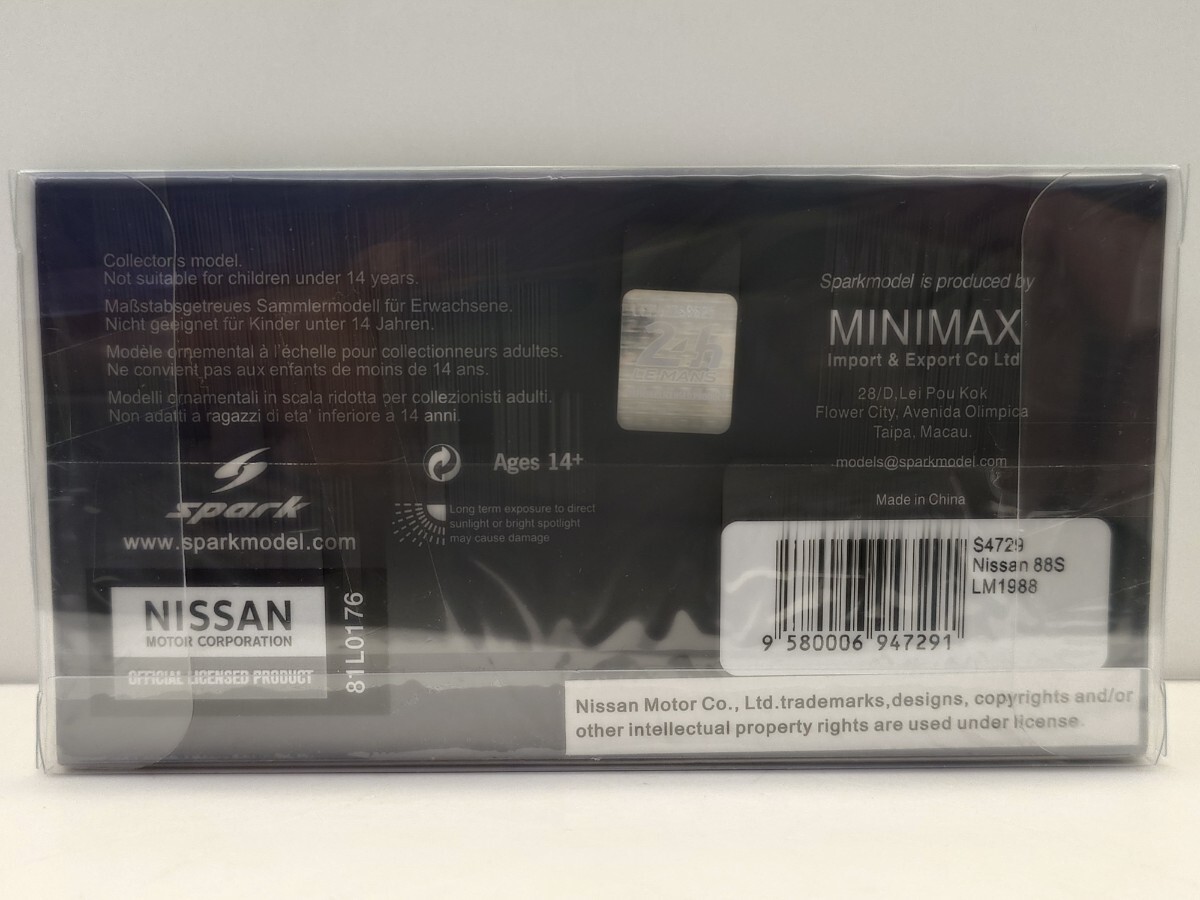 Collector's model.
Not suitable for children under 14 years.
Maßstabsgetreues Sammlermodell für Erwachsene.
Nicht geeignet für Kinder unter 14 Jahren.
Modèle ornemental à l'échelle pour collectionneurs adultes.
Ne convient pas aux enfants de moins de 14 ans.
Modelli ornamentali in scala ridotta per collezionisti adulti.
Non adatti a ragazzi di eta' inferiore a 14 anni.
Ages 14+
spark
www.sparkmodel.com
Long term exposure to direct
sunlight or bright spotlight
may cause damage
NISSAN
MOTOR CORPORATION
OFFICIAL LICENSED PRODUCT
81L0176
24h
LE MANS
Sparkmodel is produced by
MINIMAX
Import & Export Co Ltd
28/D, Lei Pou Kok
Flower City, Avenida Olimpica
Taipa, Macau.
models@sparkmodel.com
Made in China
S4729
Nissan 88S
LM1988
9 580006 947291
Nissan Motor Co., Ltd.trademarks,designs, copyrights and/or
other intellectual property rights are used under license.